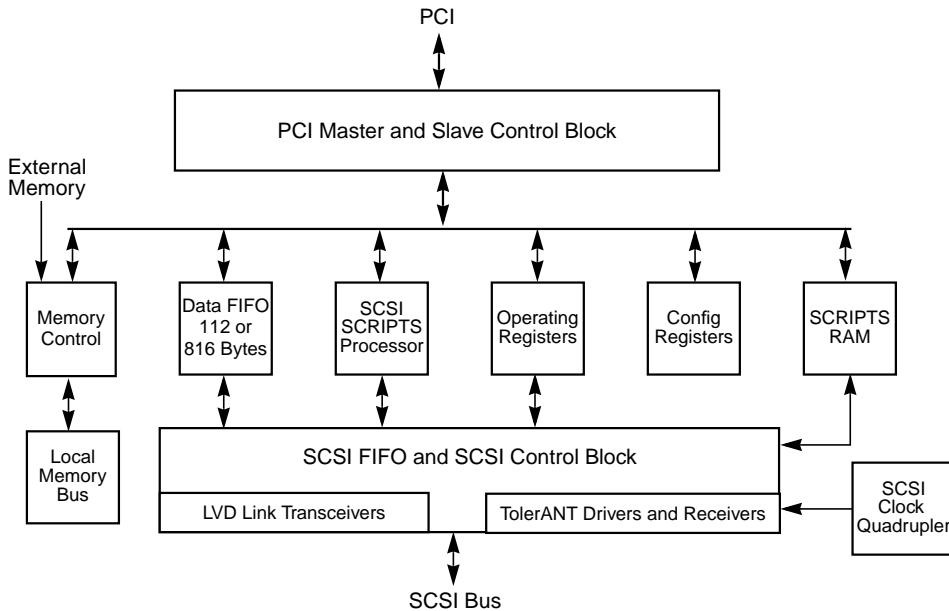 PCI
PCI Master and Slave Control Block
External
Memory
Memory
Control
Data FIFO
112 or
816 Bytes
SCSI
SCRIPTS
Processor
Operating
Registers
Config
Registers
SCRIPTS
RAM
Local
Memory
Bus
SCSI FIFO and SCSI Control Block
LVD Link Transceivers
TolerANT Drivers and Receivers
SCSI
Clock
Quadrupler
SCSI Bus